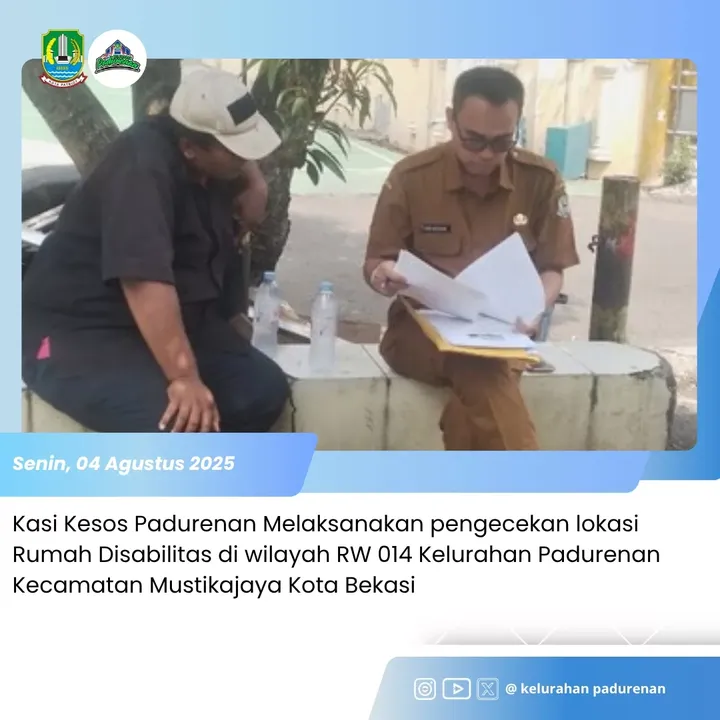 Senin, 04 Agustus 2025
Kasi Kesos Padurenan Melaksanakan pengecekan lokasi
Rumah Disabilitas di wilayah RW 014 Kelurahan Padurenan
Kecamatan Mustikajaya Kota Bekasi
@ kelurahan padurenan